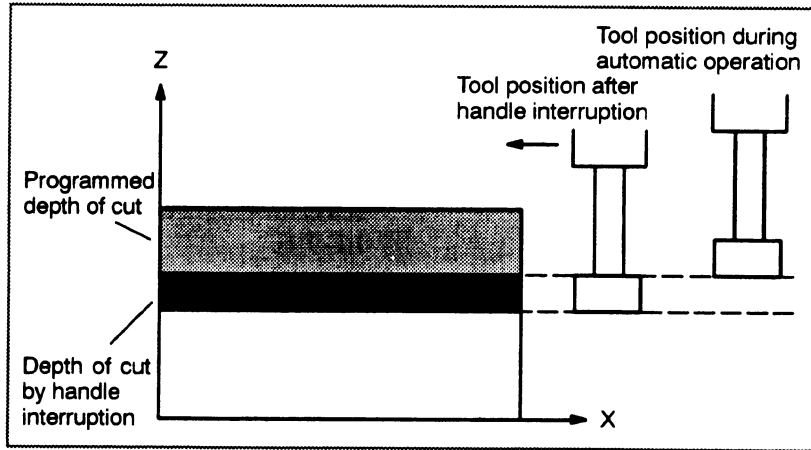 Tool position during
automatic operation
Z
Tool position after
handle interruption
Programmed
depth of cut
Depth of cut
by handle
interruption
X